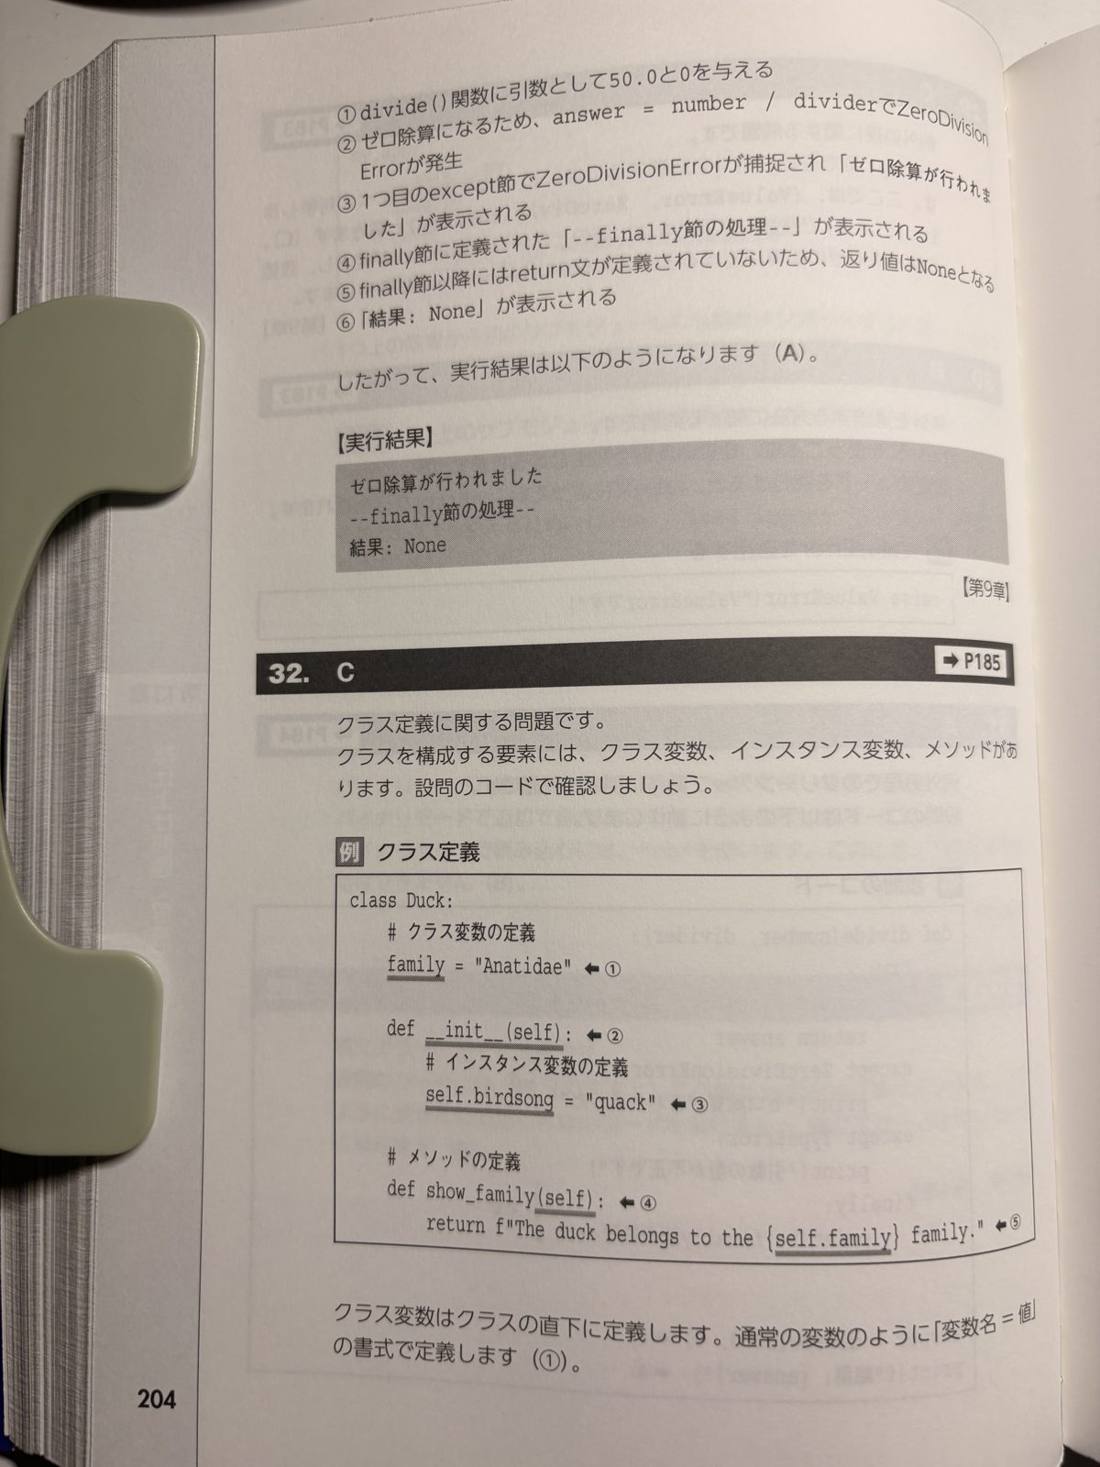 ①divide()関数に引数として50.0と0を与える
②ゼロ除算になるため、answer = number / dividerでZeroDivision
Errorが発生
③1つ目のexcept節でZeroDivisionErrorが捕捉され「ゼロ除算が行われま
した」が表示される
④finally節に定義された「--finally節の処理--」が表示される
⑤finally節以降にはreturn文が定義されていないため、返り値はNoneとなる
⑥「結果: None」が表示される
したがって、実行結果は以下のようになります（A）。
【実行結果】
ゼロ除算が行われました
--finally節の処理--
結果: None
【第9章】
32. C ➡P185
クラス定義に関する問題です。
クラスを構成する要素には、クラス変数、インスタンス変数、メソッドがあ
ります。設問のコードで確認しましょう。
例 クラス定義
class Duck:
# クラス変数の定義
family = "Anatidae" ⬅①
def __init__(self): ⬅②
# インスタンス変数の定義
self.birdsong = "quack" ⬅③
# メソッドの定義
def show_family(self): ⬅④
return f"The duck belongs to the {self.family} family." ⬅⑤
クラス変数はクラスの直下に定義します。通常の変数のように「変数名 = 値」
の書式で定義します（①）。
204